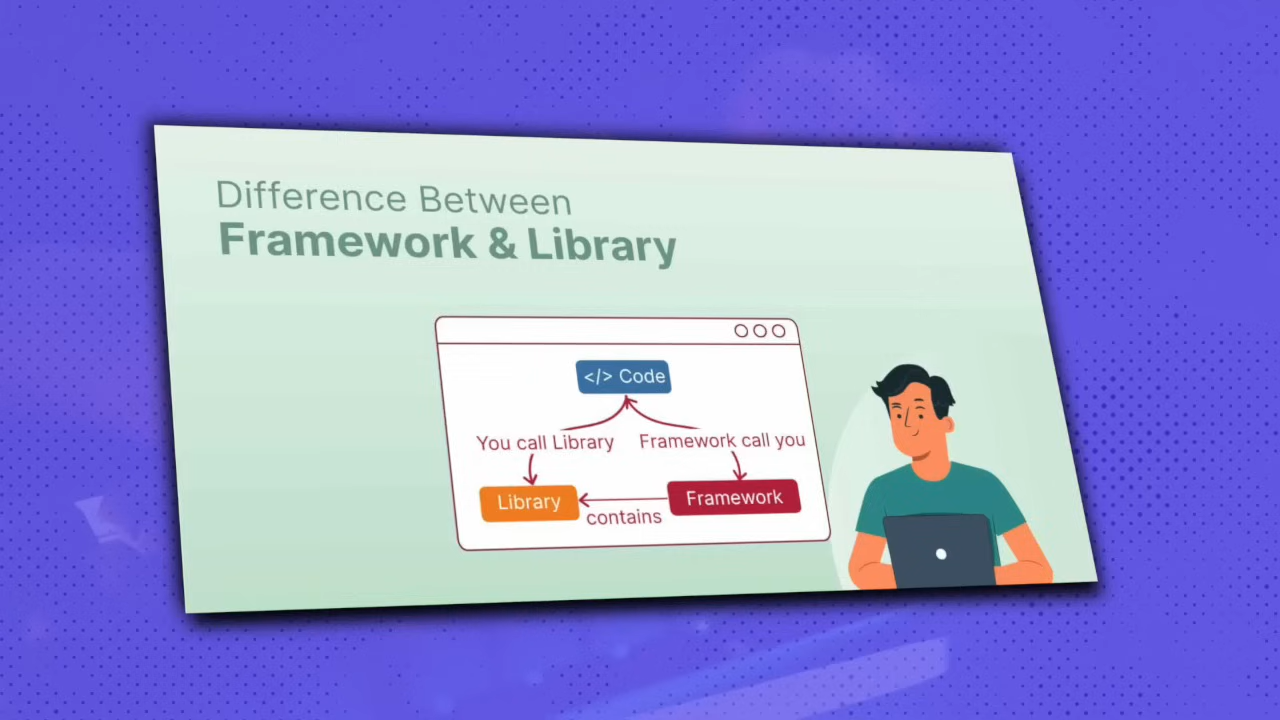 Difference Between
Framework & Library
</> Code
You call Library
Framework call you
Library
Framework
contains